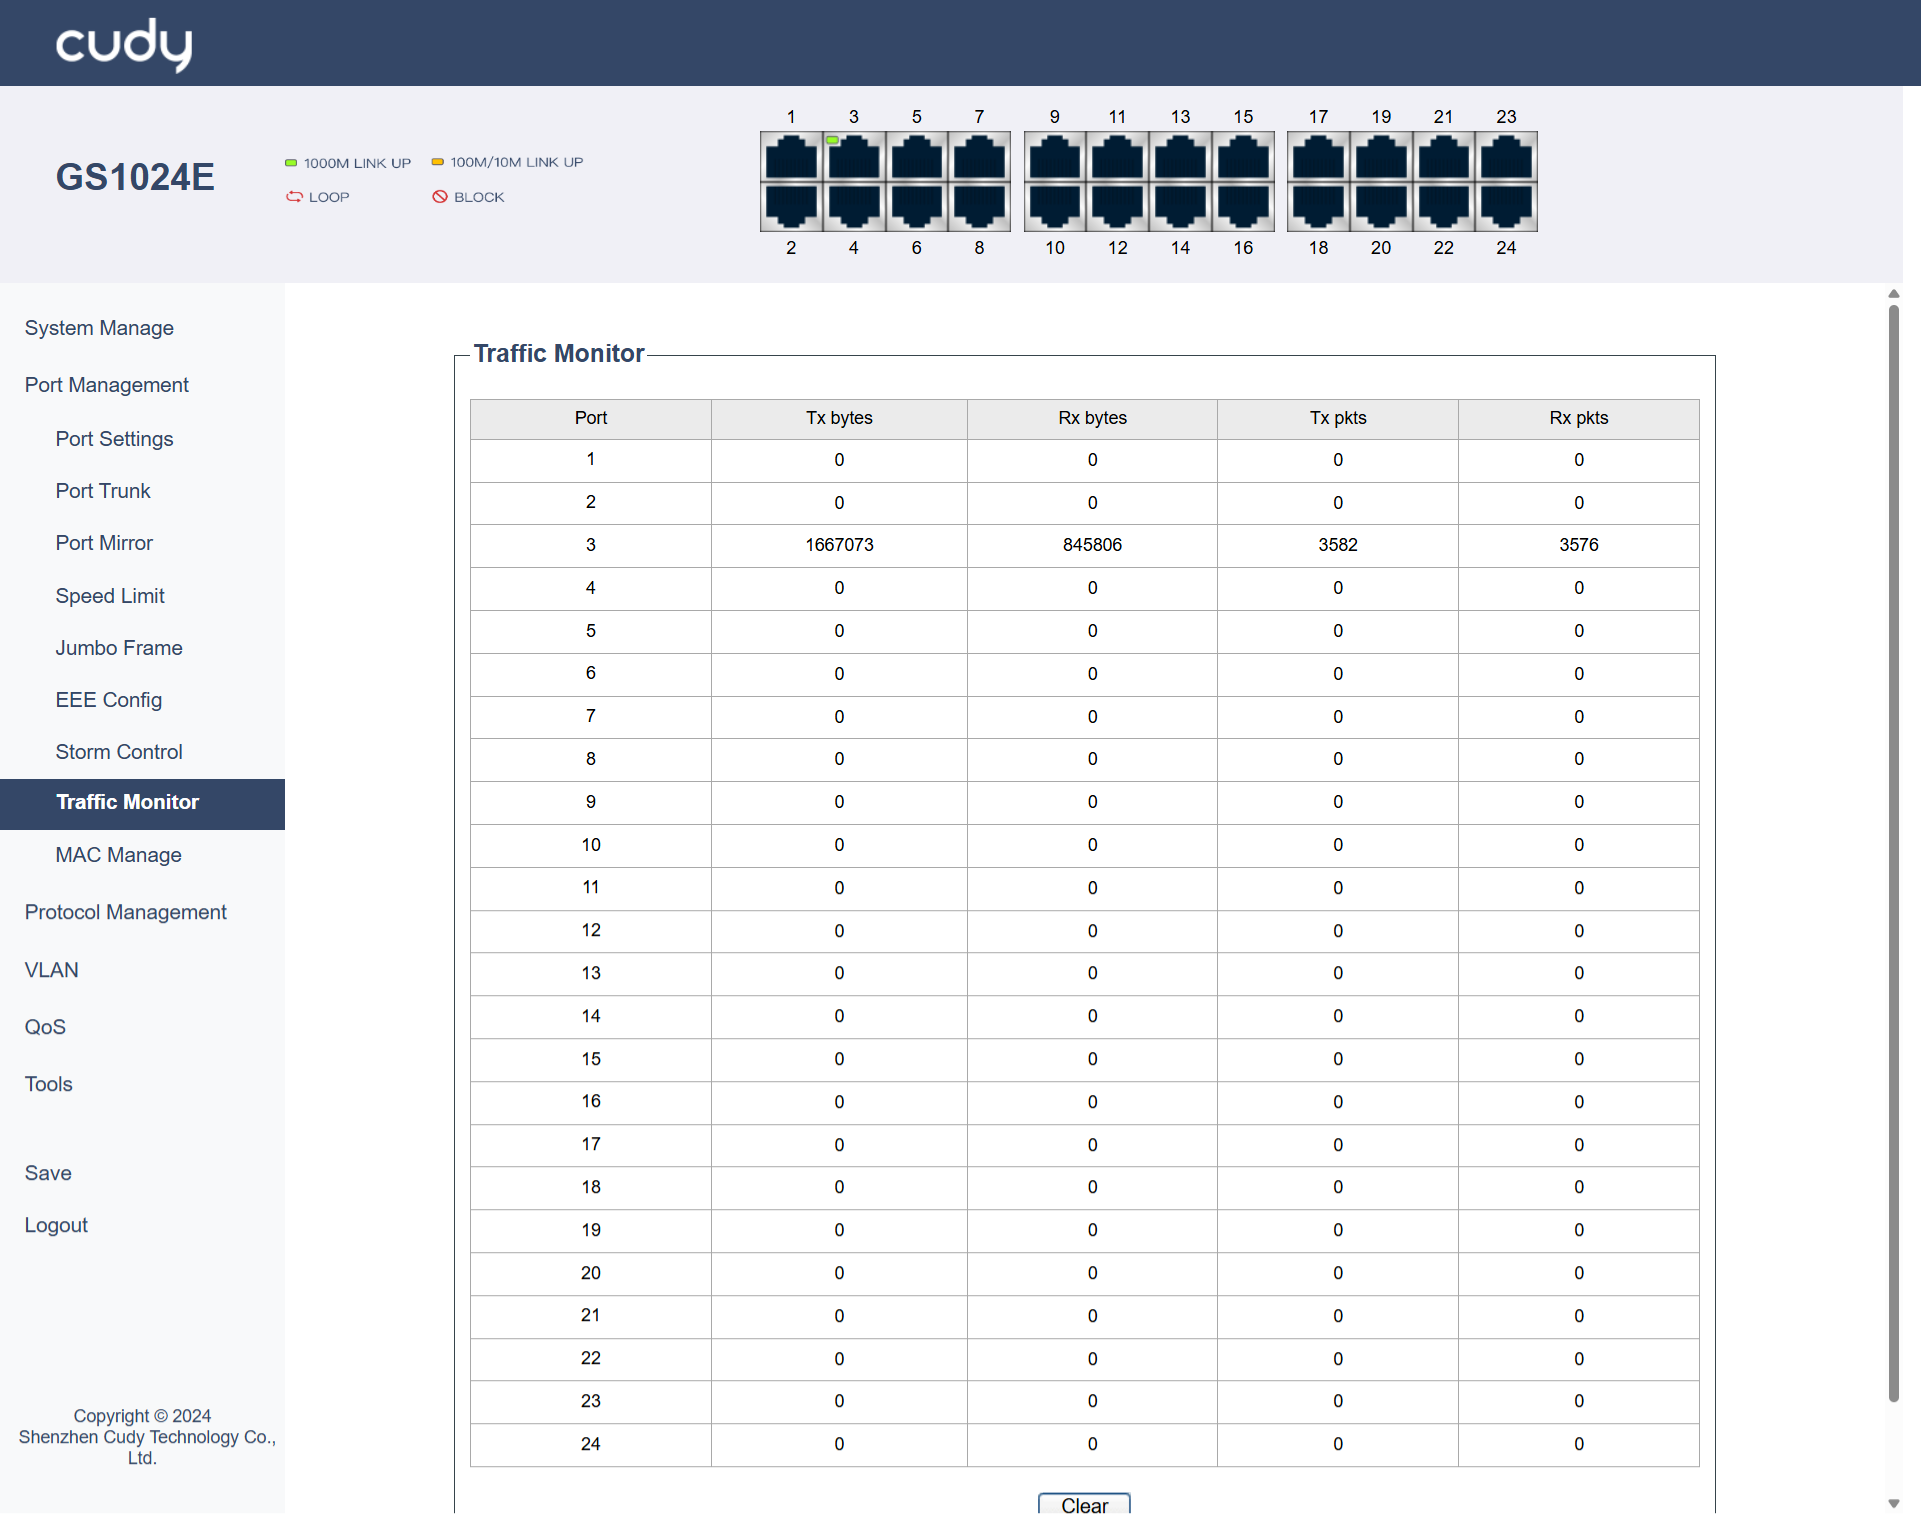 cudy
GS1024E
1000M LINK UP 100M/10M LINK UP
LOOP BLOCK
1 3 5 7 9 11 13 15 17 19 21 23
2 4 6 8 10 12 14 16 18 20 22 24
System Manage
Port Management
Port Settings
Port Trunk
Port Mirror
Speed Limit
Jumbo Frame
EEE Config
Storm Control
Traffic Monitor
MAC Manage
Protocol Management
VLAN
QoS
Tools
Save
Logout
Copyright © 2024
Shenzhen Cudy Technology Co.,
Ltd.
Traffic Monitor
Port Tx bytes Rx bytes Tx pkts Rx pkts
1 0 0 0 0
2 0 0 0 0
3 1667073 845806 3582 3576
4 0 0 0 0
5 0 0 0 0
6 0 0 0 0
7 0 0 0 0
8 0 0 0 0
9 0 0 0 0
10 0 0 0 0
11 0 0 0 0
12 0 0 0 0
13 0 0 0 0
14 0 0 0 0
15 0 0 0 0
16 0 0 0 0
17 0 0 0 0
18 0 0 0 0
19 0 0 0 0
20 0 0 0 0
21 0 0 0 0
22 0 0 0 0
23 0 0 0 0
24 0 0 0 0
Clear